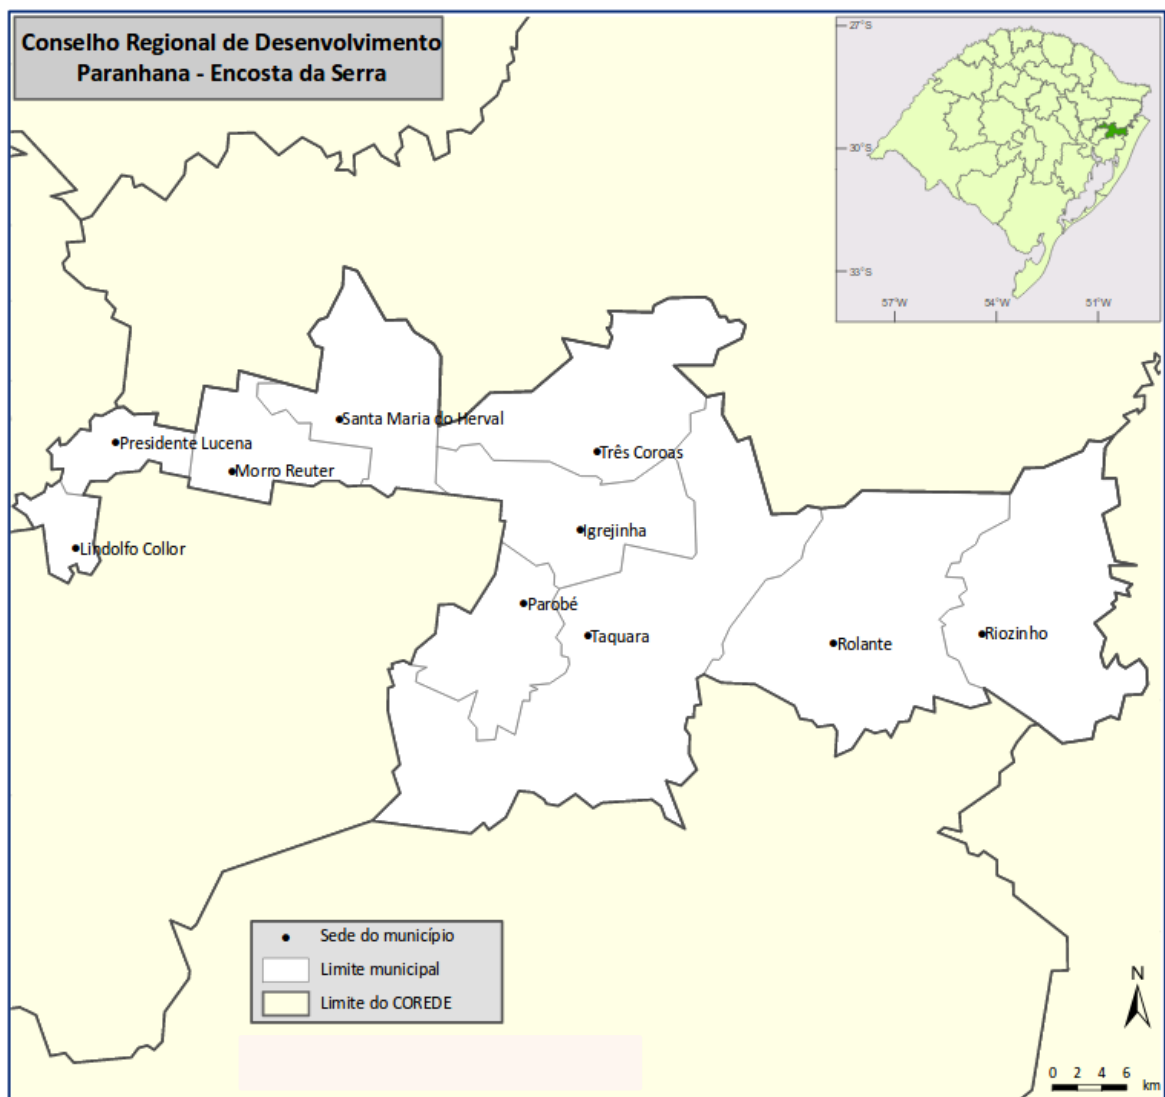 Conselho Regional de Desenvolvimento
Paranhana - Encosta da Serra
27°S
30°S
33°S
57°W
54°W
51°W
Santa Maria do Herval
Presidente Lucena
Três Coroas
Morro Reuter
Igrejinha
Lindolfo Collor
Parobé
Taquara
Riozinho
Rolante
Sede do município
Limite municipal
Limite do COREDE
N
0 2 4 6
km